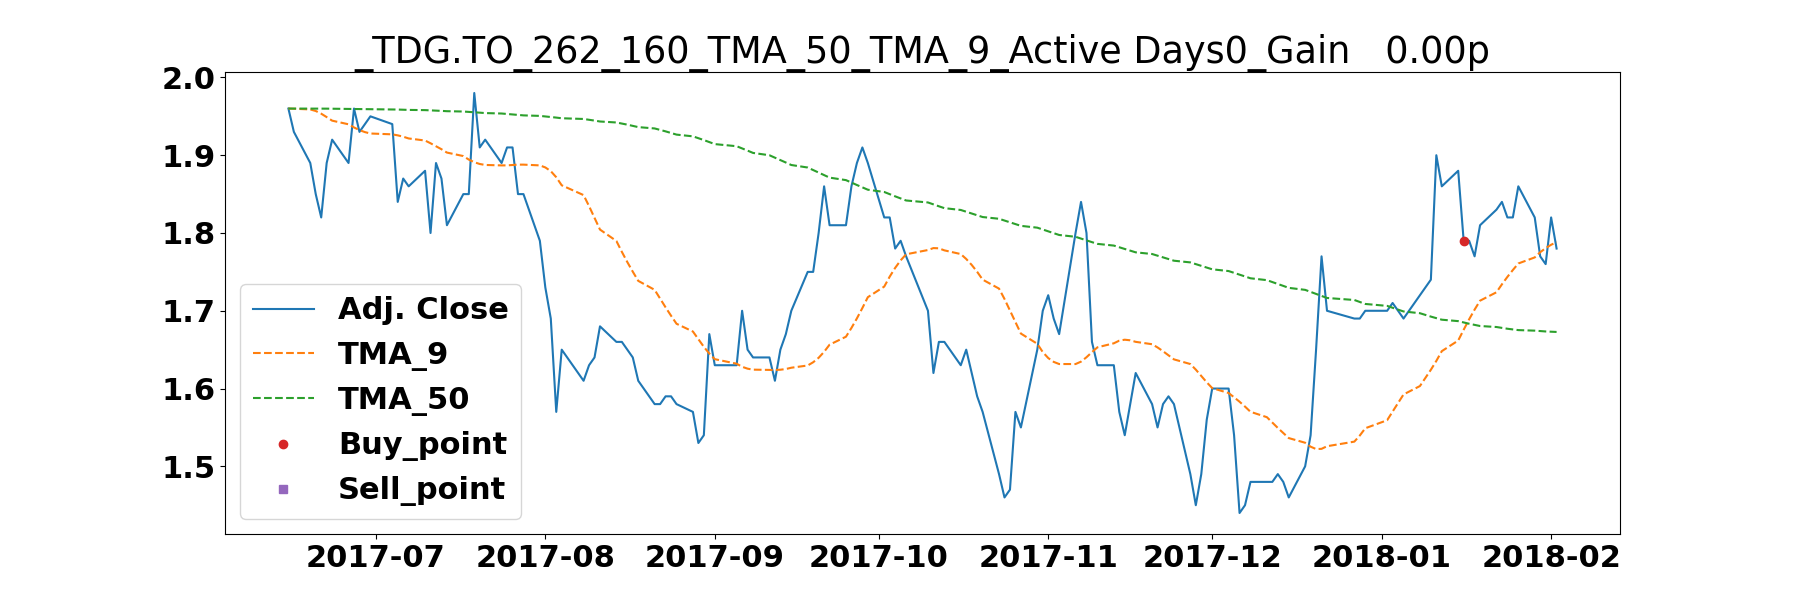 _TDG.TO_262_160_TMA_50_TMA_9_Active Days0_Gain   0.00p
2.0
1.9
1.8
1.7
1.6
1.5
Adj. Close
TMA_9
TMA_50
Buy_point
Sell_point
2017-07 2017-08 2017-09 2017-10 2017-11 2017-12 2018-01 2018-02